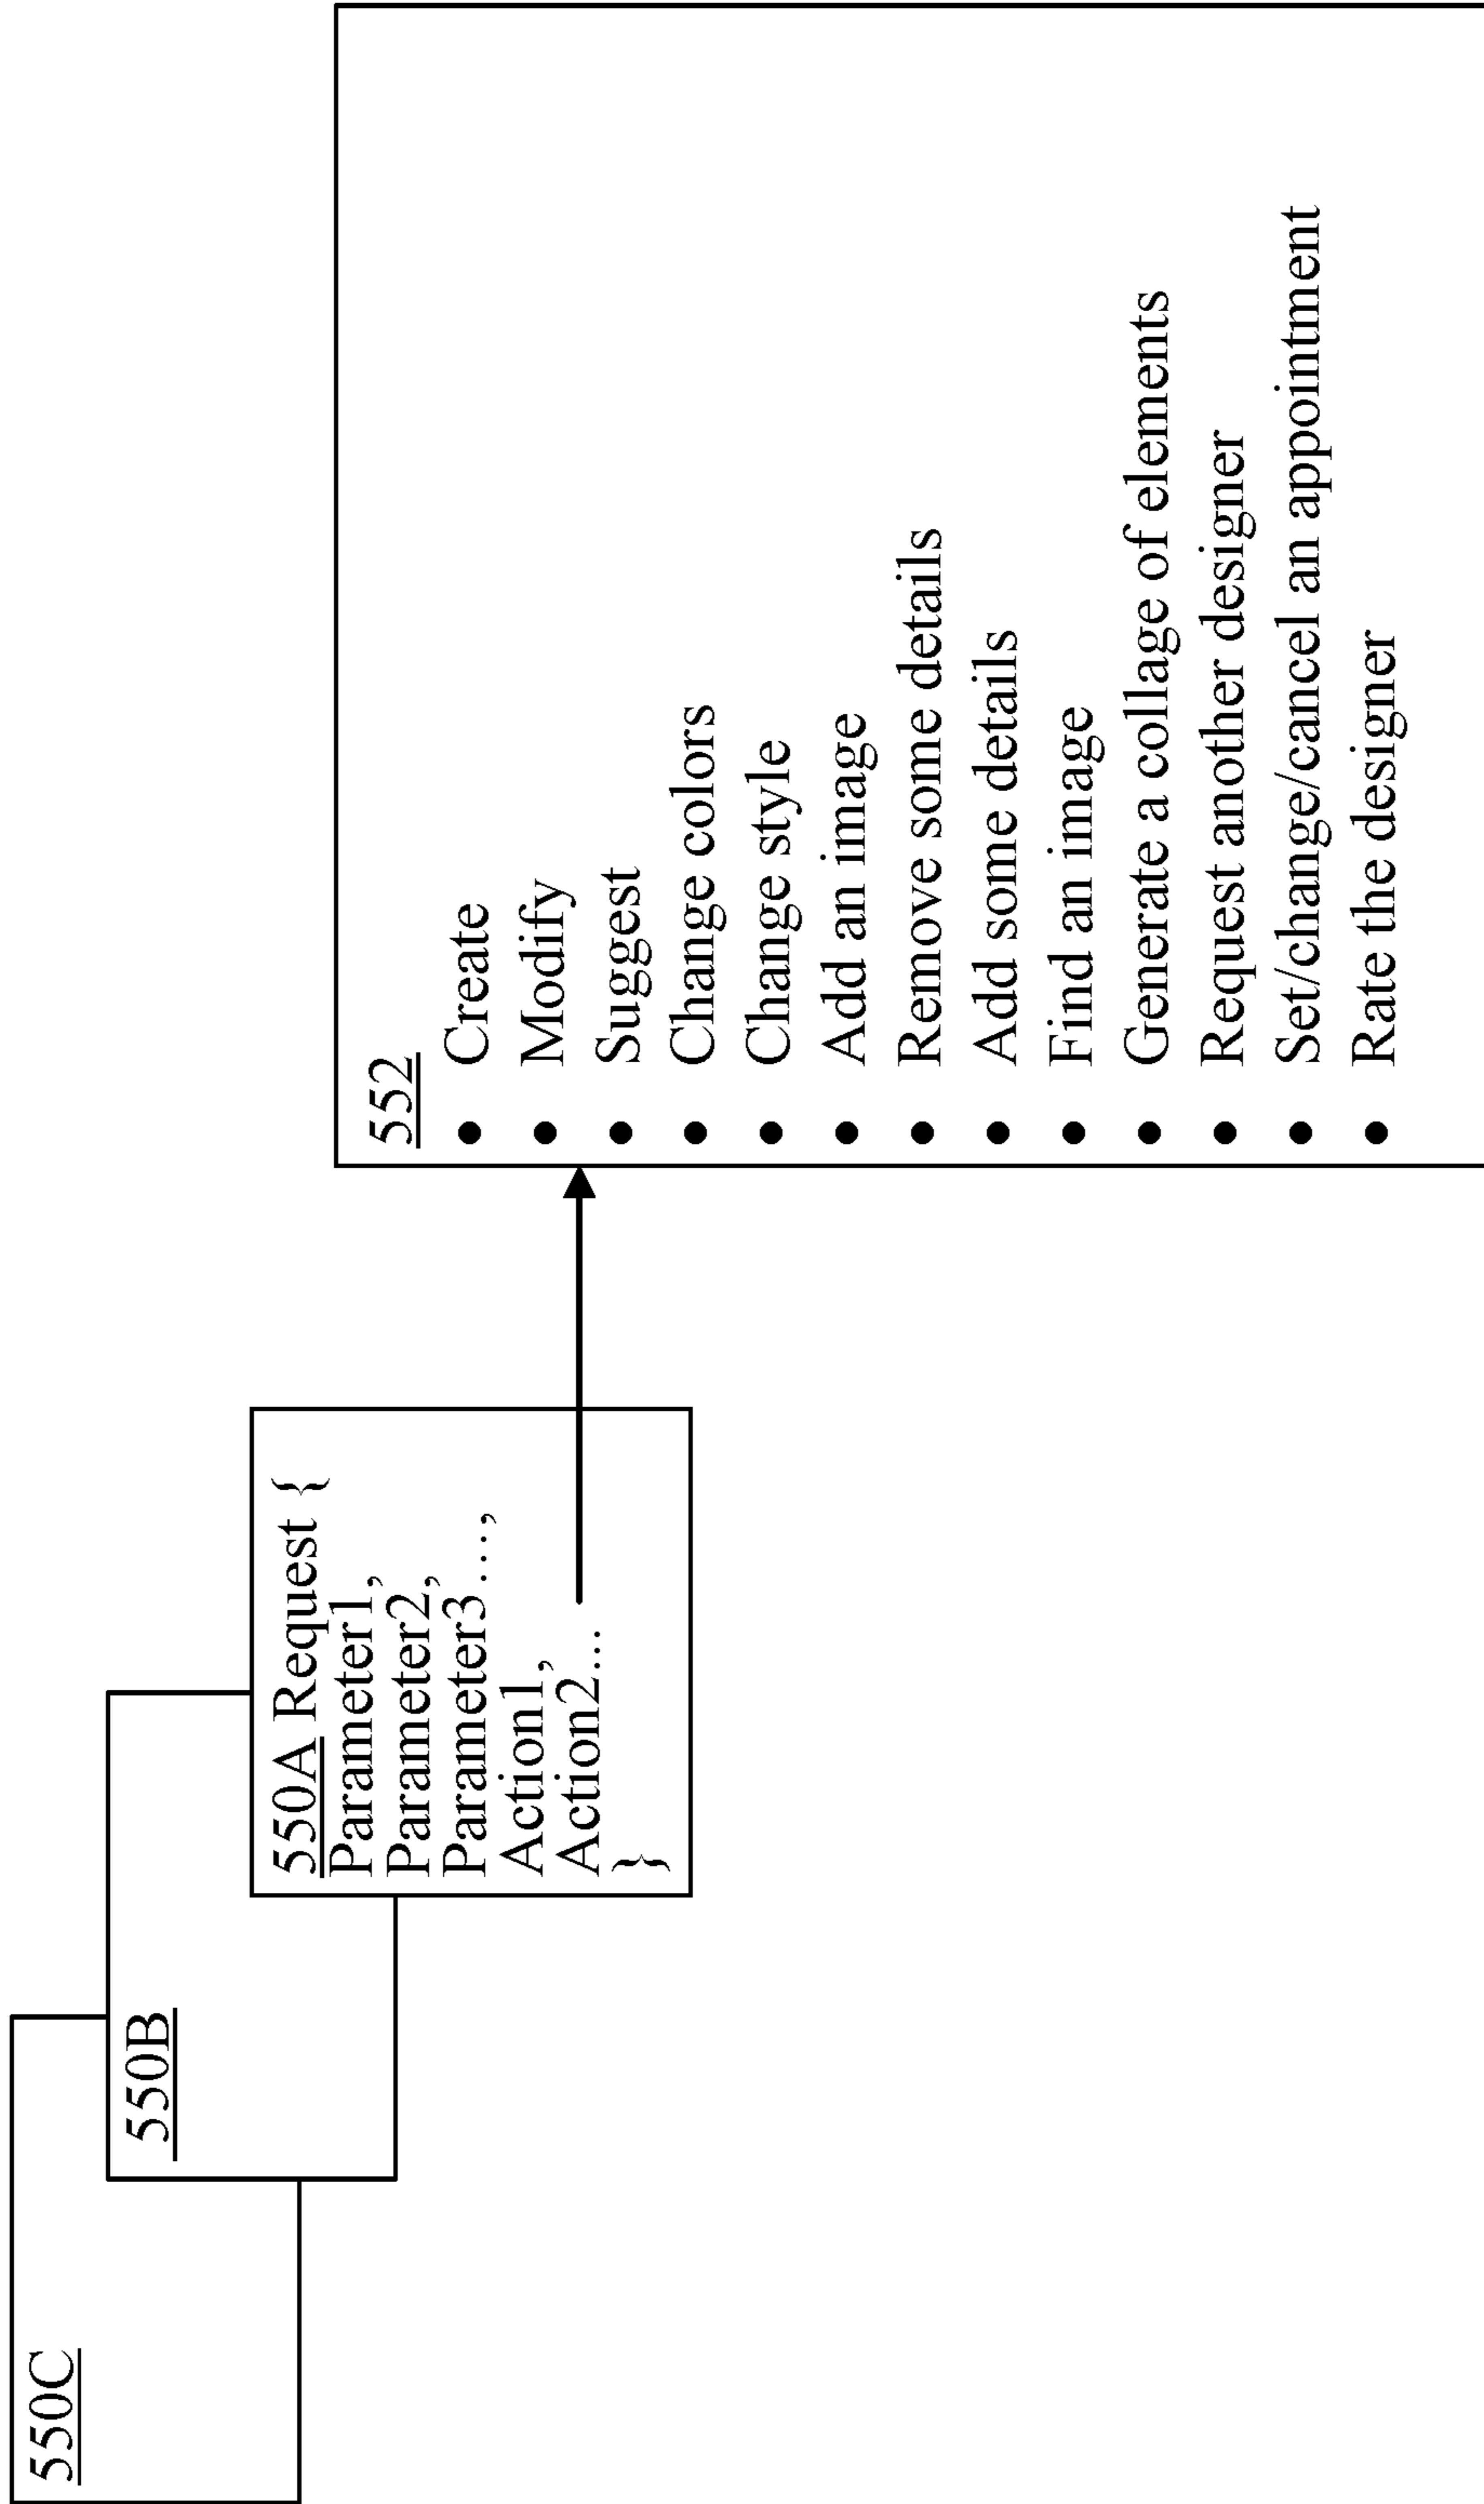 550C
550B
550A Request {
Parameter1,
Parameter2,
Parameter3….,
Action1,
Action2…
}
552
• Create
• Modify
• Suggest
• Change colors
• Change style
• Add an image
• Remove some details
• Add some details
• Find an image
• Generate a collage of elements
• Request another designer
• Set/change/cancel an appointment
• Rate the designer